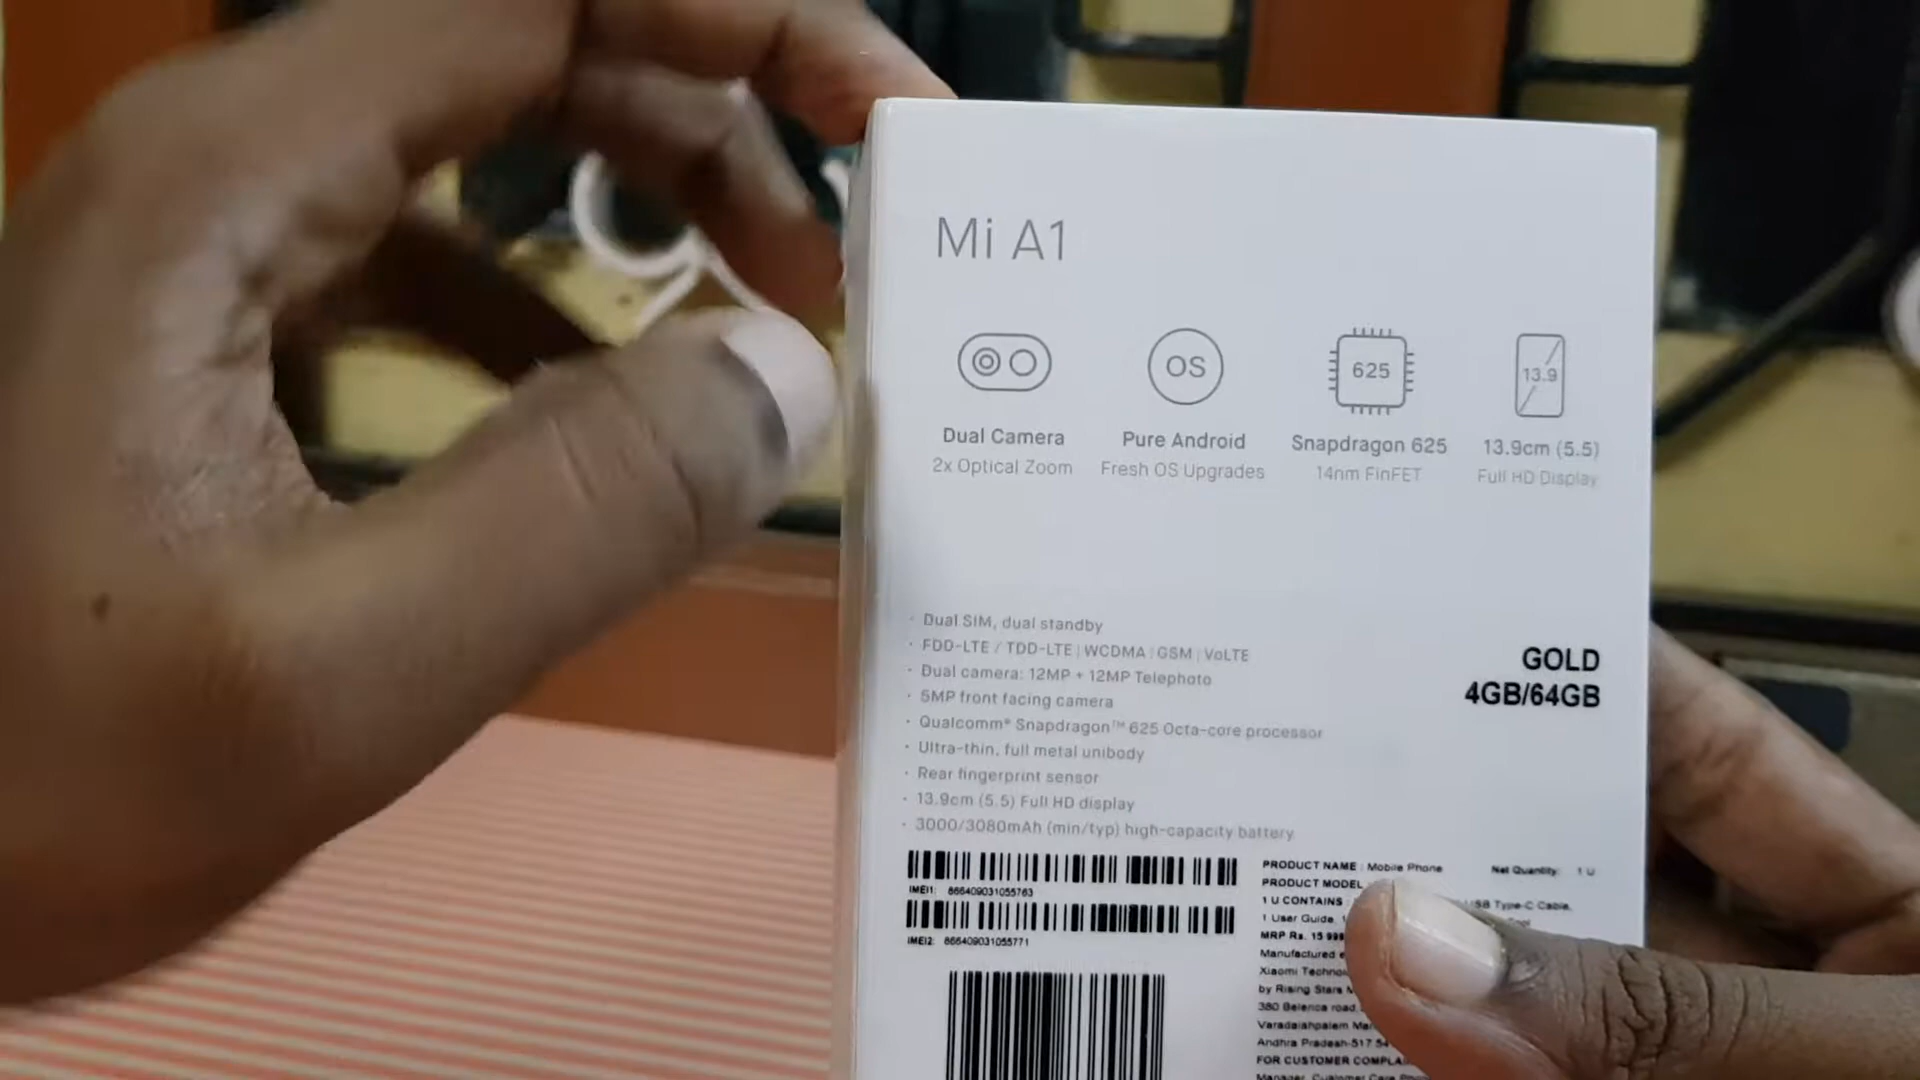 Mi A1
OS
625
13.9
Dual Camera
2x Optical Zoom
Pure Android
Fresh OS Upgrades
Snapdragon 625
14nm FinFET
13.9cm (5.5)
Full HD Display
· Dual SIM, dual standby
· FDD-LTE / TDD-LTE | WCDMA | GSM | VoLTE
· Dual camera: 12MP + 12MP Telephoto
· 5MP front facing camera
· Qualcomm® Snapdragon™ 625 Octa-core processor
· Ultra-thin, full metal unibody
· Rear fingerprint sensor
· 13.9cm (5.5) Full HD display
· 3000/3080mAh (min/typ) high-capacity battery
GOLD
4GB/64GB
IMEI1: 866409031055763
IMEI2: 866409031055771
PRODUCT NAME : Mobile Phone Net Quantity: 1 U
PRODUCT MODEL
1 U CONTAINS : Type-C Cable,
1 User Guide,
MRP Rs. 15 999
Manufactured
Xiaomi
by Rising Stars
380 Belerica road,
Varadaiahpalem
Andhra Pradesh-517
FOR CUSTOMER
Manager, Customer Care